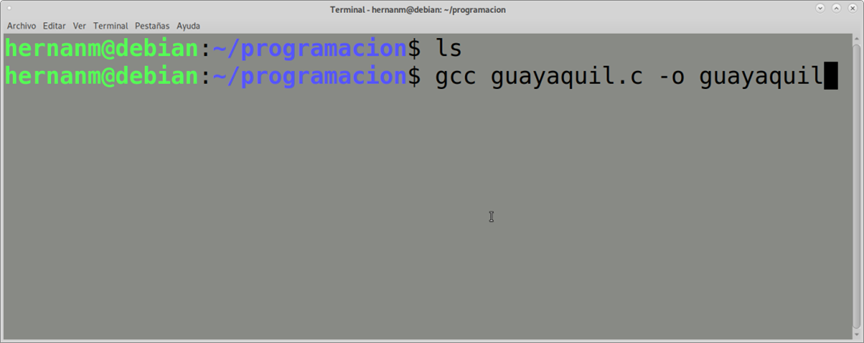 Terminal - hernanm@debian: ~/programacion
Archivo Editar Ver Terminal Pestañas Ayuda
hernanm@debian:~/programacion$ ls
hernanm@debian:~/programacion$ gcc guayaquil.c -o guayaquil